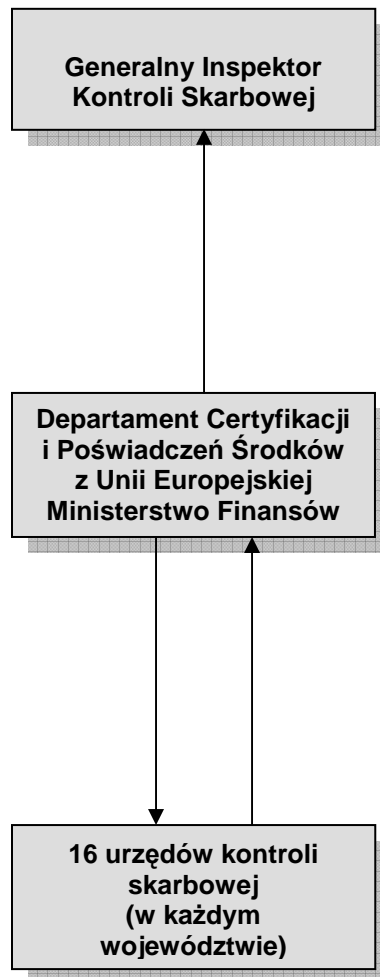 Generalny Inspektor
Kontroli Skarbowej
Departament Certyfikacji
i Poświadczeń Środków
z Unii Europejskiej
Ministerstwo Finansów
16 urzędów kontroli
skarbowej
(w każdym
województwie)